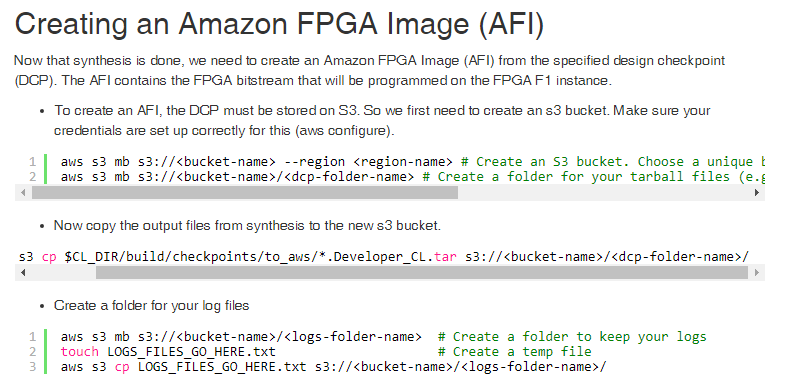 Creating an Amazon FPGA Image (AFI)
Now that synthesis is done, we need to create an Amazon FPGA Image (AFI) from the specified design checkpoint
(DCP). The AFI contains the FPGA bitstream that will be programmed on the FPGA F1 instance.
• To create an AFI, the DCP must be stored on S3. So we first need to create an s3 bucket. Make sure your
credentials are set up correctly for this (aws configure).
1 aws s3 mb s3://<bucket-name> --region <region-name> # Create an S3 bucket. Choose a unique b
2 aws s3 mb s3://<bucket-name>/<dcp-folder-name> # Create a folder for your tarball files (e.g
• Now copy the output files from synthesis to the new s3 bucket.
s3 cp $CL_DIR/build/checkpoints/to_aws/*.Developer_CL.tar s3://<bucket-name>/<dcp-folder-name>/
• Create a folder for your log files
1 aws s3 mb s3://<bucket-name>/<logs-folder-name> # Create a folder to keep your logs
2 touch LOGS_FILES_GO_HERE.txt # Create a temp file
3 aws s3 cp LOGS_FILES_GO_HERE.txt s3://<bucket-name>/<logs-folder-name>/